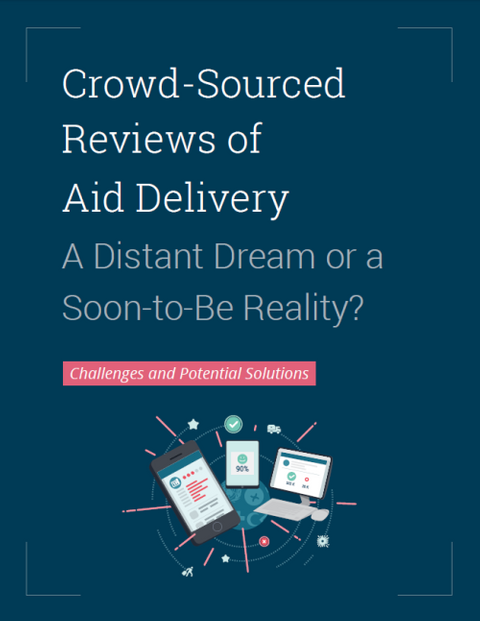 Crowd-Sourced
Reviews of
Aid Delivery
A Distant Dream or a
Soon-to-Be Reality?
Challenges and Potential Solutions
90%